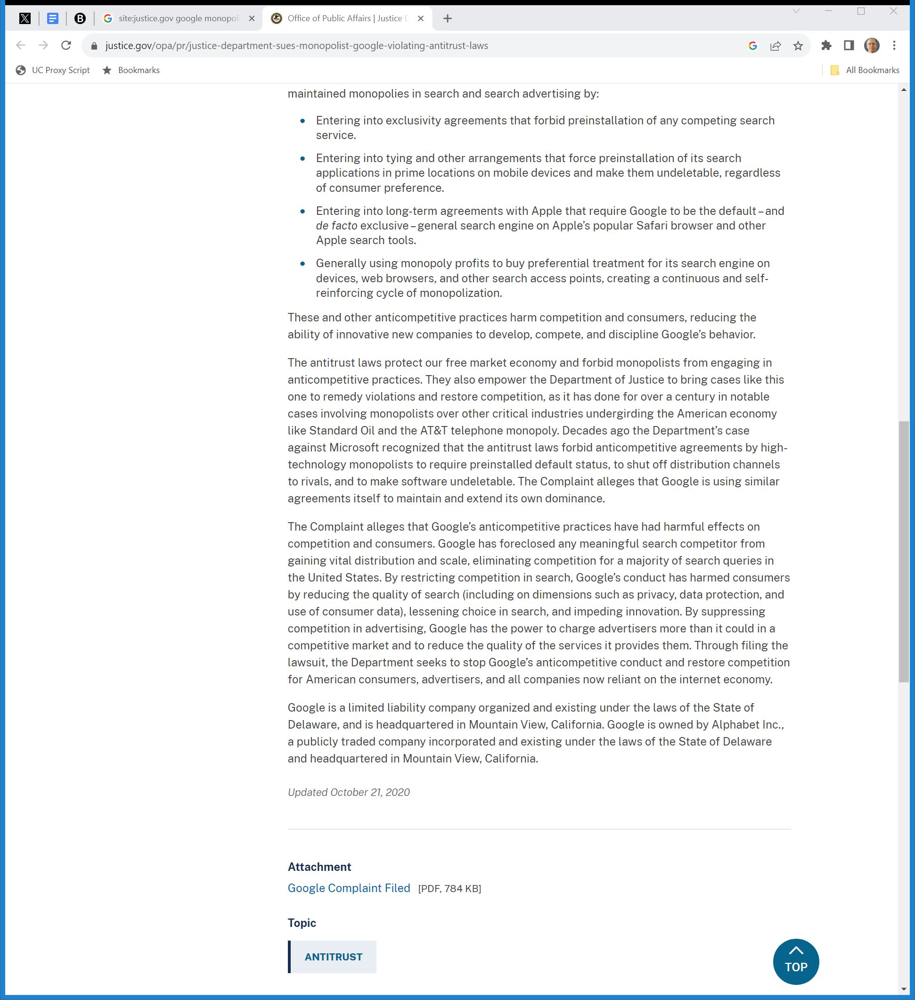 X
B
site:justice.gov google monopol
Office of Public Affairs | Justice D
justice.gov/opa/pr/justice-department-sues-monopolist-google-violating-antitrust-laws
UC Proxy Script
Bookmarks
All Bookmarks
maintained monopolies in search and search advertising by:
Entering into exclusivity agreements that forbid preinstallation of any competing search
service.
Entering into tying and other arrangements that force preinstallation of its search
applications in prime locations on mobile devices and make them undeletable, regardless
of consumer preference.
Entering into long-term agreements with Apple that require Google to be the default – and
de facto exclusive – general search engine on Apple’s popular Safari browser and other
Apple search tools.
Generally using monopoly profits to buy preferential treatment for its search engine on
devices, web browsers, and other search access points, creating a continuous and self-
reinforcing cycle of monopolization.
These and other anticompetitive practices harm competition and consumers, reducing the
ability of innovative new companies to develop, compete, and discipline Google’s behavior.
The antitrust laws protect our free market economy and forbid monopolists from engaging in
anticompetitive practices. They also empower the Department of Justice to bring cases like this
one to remedy violations and restore competition, as it has done for over a century in notable
cases involving monopolists over other critical industries undergirding the American economy
like Standard Oil and the AT&T telephone monopoly. Decades ago the Department’s case
against Microsoft recognized that the antitrust laws forbid anticompetitive agreements by high-
technology monopolists to require preinstalled default status, to shut off distribution channels
to rivals, and to make software undeletable. The Complaint alleges that Google is using similar
agreements itself to maintain and extend its own dominance.
The Complaint alleges that Google’s anticompetitive practices have had harmful effects on
competition and consumers. Google has foreclosed any meaningful search competitor from
gaining vital distribution and scale, eliminating competition for a majority of search queries in
the United States. By restricting competition in search, Google’s conduct has harmed consumers
by reducing the quality of search (including on dimensions such as privacy, data protection, and
use of consumer data), lessening choice in search, and impeding innovation. By suppressing
competition in advertising, Google has the power to charge advertisers more than it could in a
competitive market and to reduce the quality of the services it provides them. Through filing the
lawsuit, the Department seeks to stop Google’s anticompetitive conduct and restore competition
for American consumers, advertisers, and all companies now reliant on the internet economy.
Google is a limited liability company organized and existing under the laws of the State of
Delaware, and is headquartered in Mountain View, California. Google is owned by Alphabet Inc.,
a publicly traded company incorporated and existing under the laws of the State of Delaware
and headquartered in Mountain View, California.
Updated October 21, 2020
Attachment
Google Complaint Filed [PDF, 784 KB]
Topic
ANTITRUST
TOP